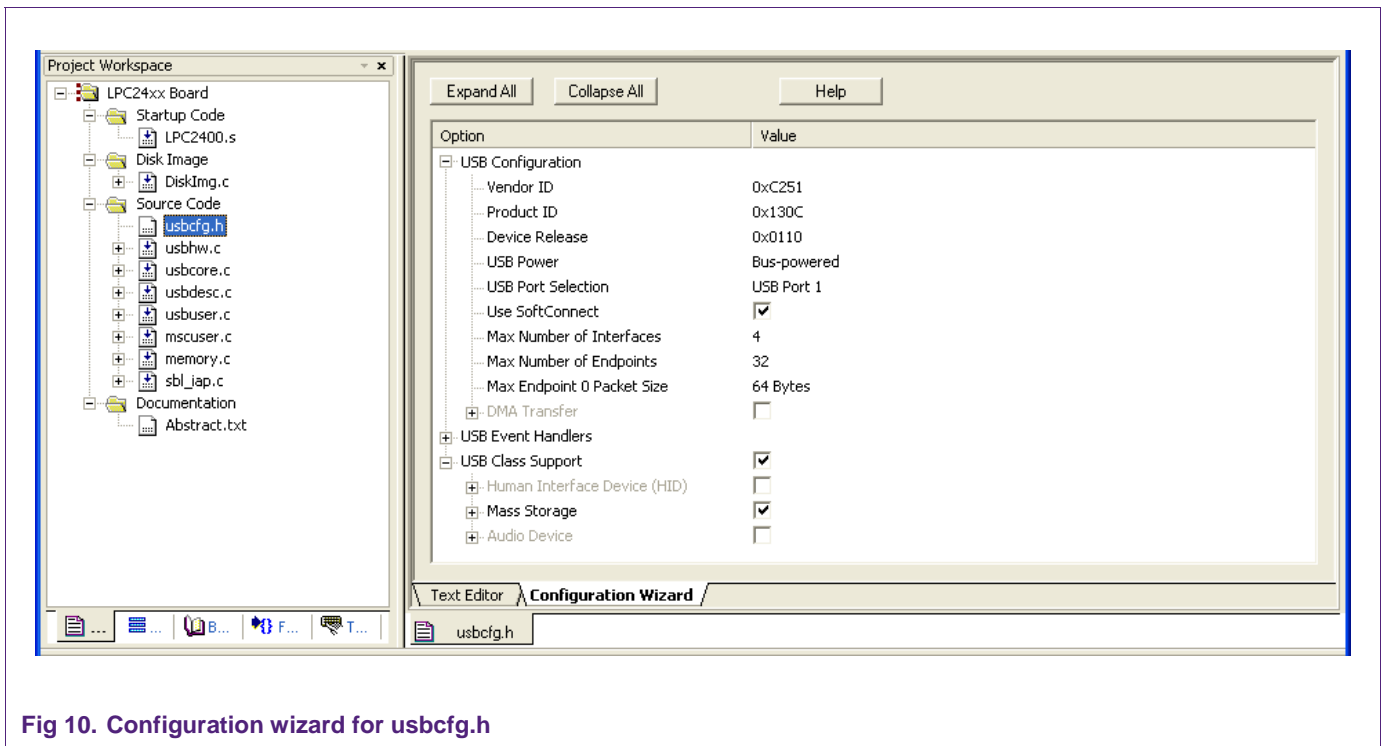 Project Workspace
LPC24xx Board
Startup Code
LPC2400.s
Disk Image
DiskImg.c
Source Code
usbcfg.h
usbhw.c
usbcore.c
usbdesc.c
usbuser.c
mscuser.c
memory.c
sbl_iap.c
Documentation
Abstract.txt
... ... B... F... T...
Expand All Collapse All Help
Option Value
USB Configuration
Vendor ID 0xC251
Product ID 0x130C
Device Release 0x0110
USB Power Bus-powered
USB Port Selection USB Port 1
Use SoftConnect
Max Number of Interfaces 4
Max Number of Endpoints 32
Max Endpoint 0 Packet Size 64 Bytes
DMA Transfer
USB Event Handlers
USB Class Support
Human Interface Device (HID)
Mass Storage
Audio Device
Text Editor Configuration Wizard
usbcfg.h
Fig 10. Configuration wizard for usbcfg.h